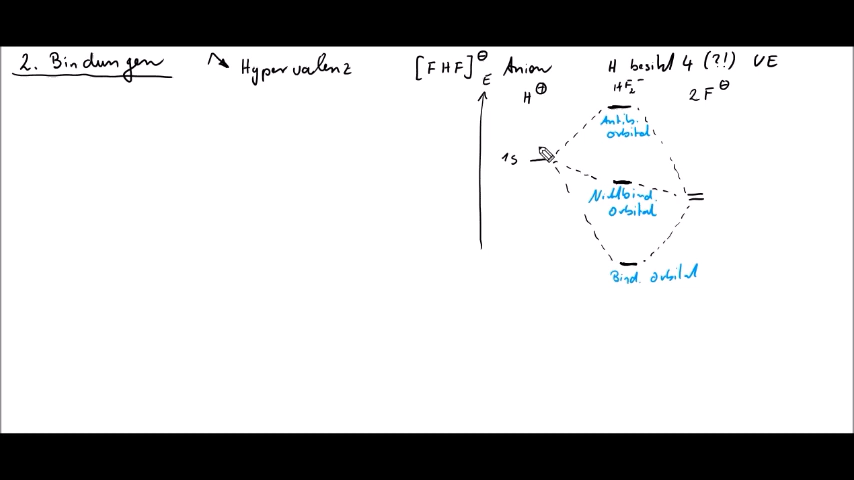 2. Bindungen ↘ Hypervalenz [FHF]⊖ Anion H besitzt 4 (?!) VE
E H⊕ HF₂⁻ 2F⊖
Antib.
orbital
1s
Nichtbind.
orbital
Bind. orbital